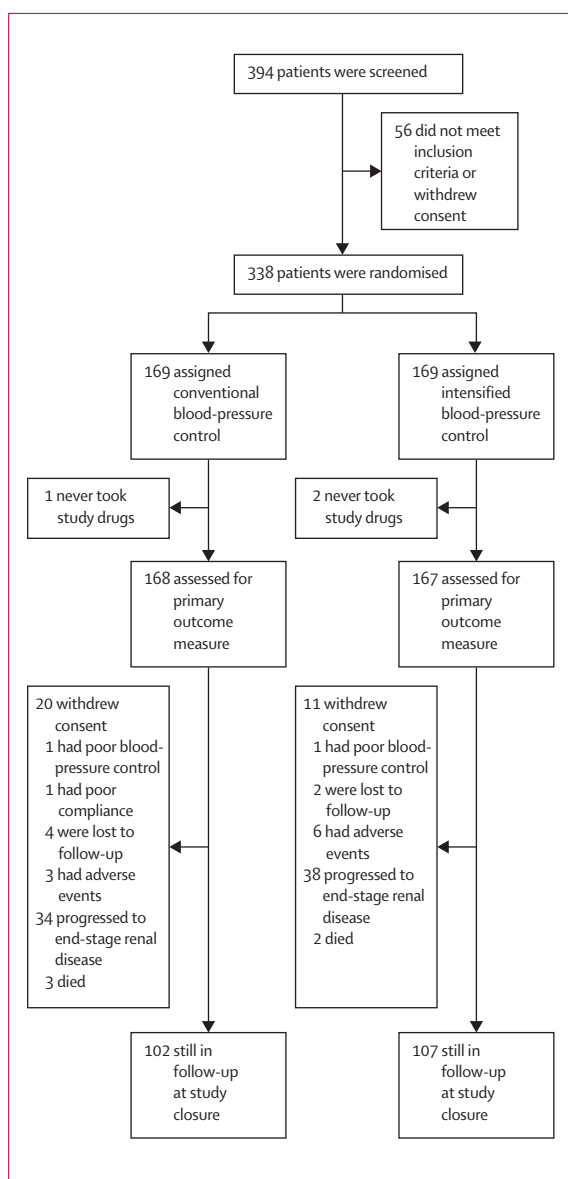 394 patients were screened
56 did not meet
inclusion
criteria or
withdrew
consent
338 patients were randomised
169 assigned
conventional
blood-pressure
control
169 assigned
intensified
blood-pressure
control
1 never took
study drugs
2 never took
study drugs
168 assessed for
primary
outcome
measure
167 assessed for
primary
outcome
measure
20 withdrew
consent
1 had poor blood-
pressure control
1 had poor
compliance
4 were lost to
follow-up
3 had adverse
events
34 progressed to
end-stage renal
disease
3 died
11 withdrew
consent
1 had poor blood-
pressure control
2 were lost to
follow-up
6 had adverse
events
38 progressed to
end-stage renal
disease
2 died
102 still in
follow-up
at study
closure
107 still in
follow-up
at study
closure